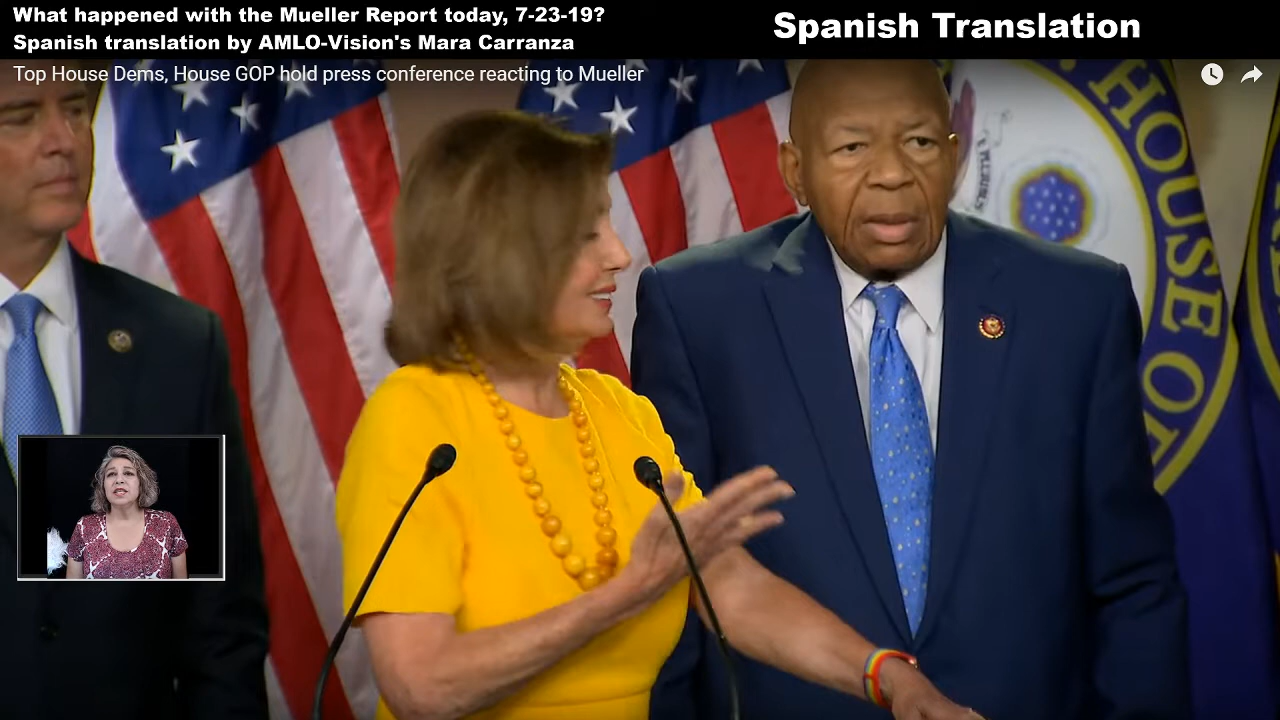 What happened with the Mueller Report today, 7-23-19?
Spanish translation by AMLO-Vision's Mara Carranza
Spanish Translation
Top House Dems, House GOP hold press conference reacting to Mueller
HOUSE OF